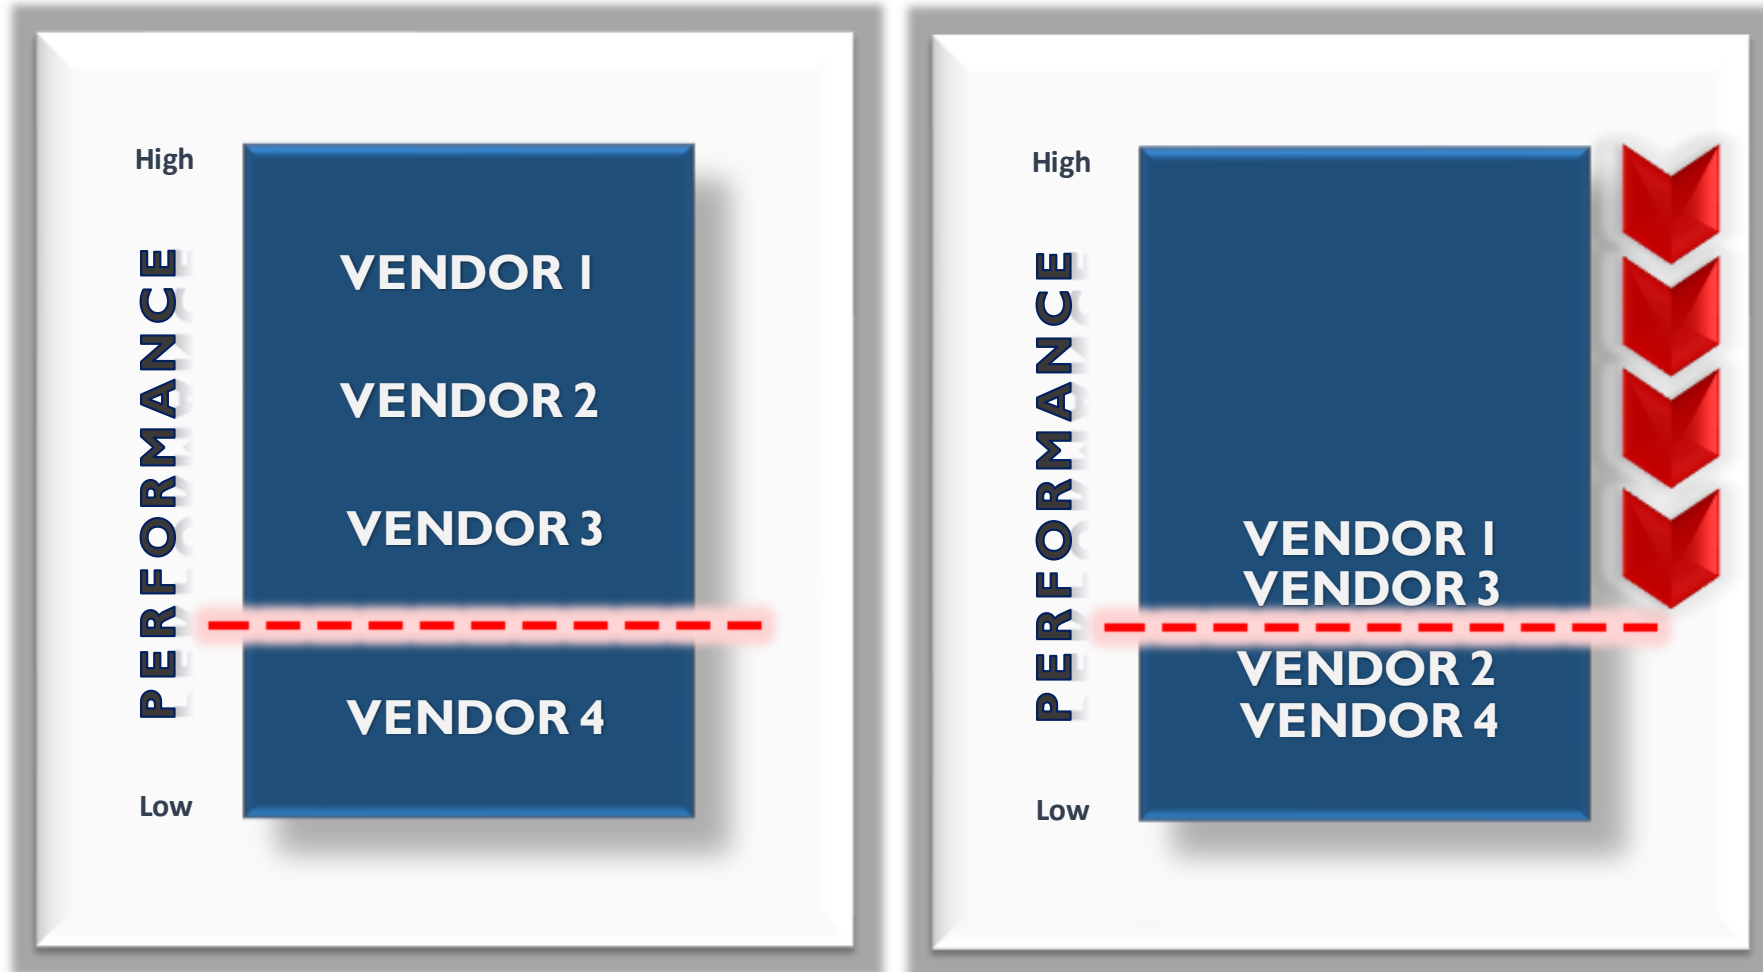 High
PERFORMANCE
VENDOR 1
VENDOR 2
VENDOR 3
VENDOR 4
Low
High
PERFORMANCE
VENDOR 1
VENDOR 3
VENDOR 2
VENDOR 4
Low